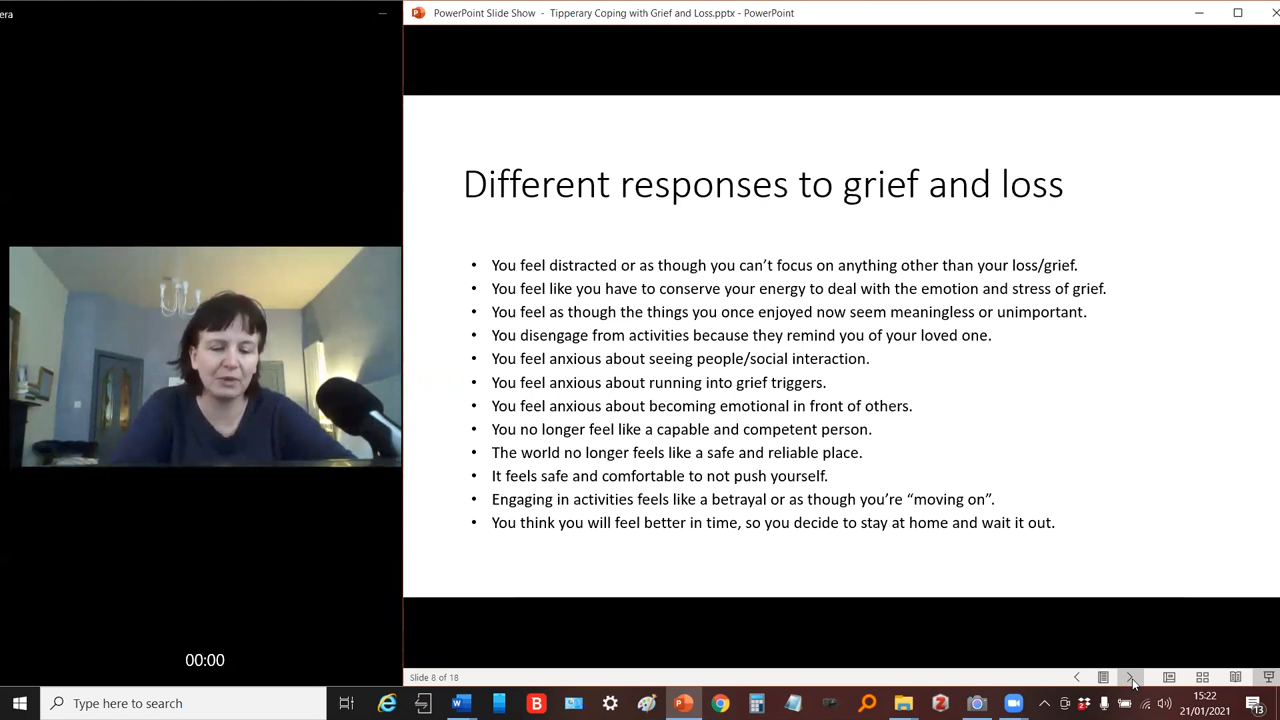 era
PowerPoint Slide Show - Tipperary Coping with Grief and Loss.pptx - PowerPoint
Different responses to grief and loss
• You feel distracted or as though you can’t focus on anything other than your loss/grief.
• You feel like you have to conserve your energy to deal with the emotion and stress of grief.
• You feel as though the things you once enjoyed now seem meaningless or unimportant.
• You disengage from activities because they remind you of your loved one.
• You feel anxious about seeing people/social interaction.
• You feel anxious about running into grief triggers.
• You feel anxious about becoming emotional in front of others.
• You no longer feel like a capable and competent person.
• The world no longer feels like a safe and reliable place.
• It feels safe and comfortable to not push yourself.
• Engaging in activities feels like a betrayal or as though you’re “moving on”.
• You think you will feel better in time, so you decide to stay at home and wait it out.
00:00
Slide 8 of 18
Type here to search
15:22
21/01/2021
13